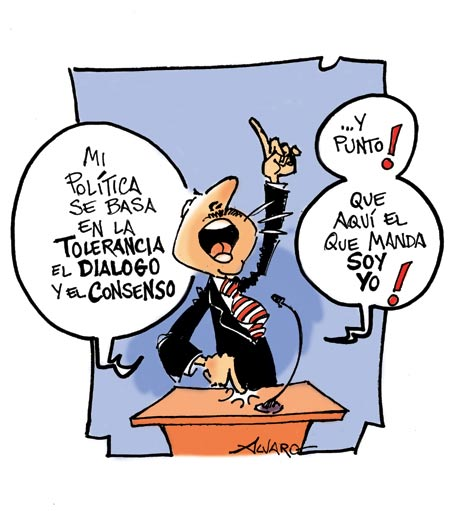 MI
POLÍTICA
SE BASA
EN LA
TOLERANCIA
EL DIALOGO
Y EL CONSENSO
...Y
PUNTO!
QUE
AQUÍ EL
QUE MANDA
SOY
YO!
ALVARO